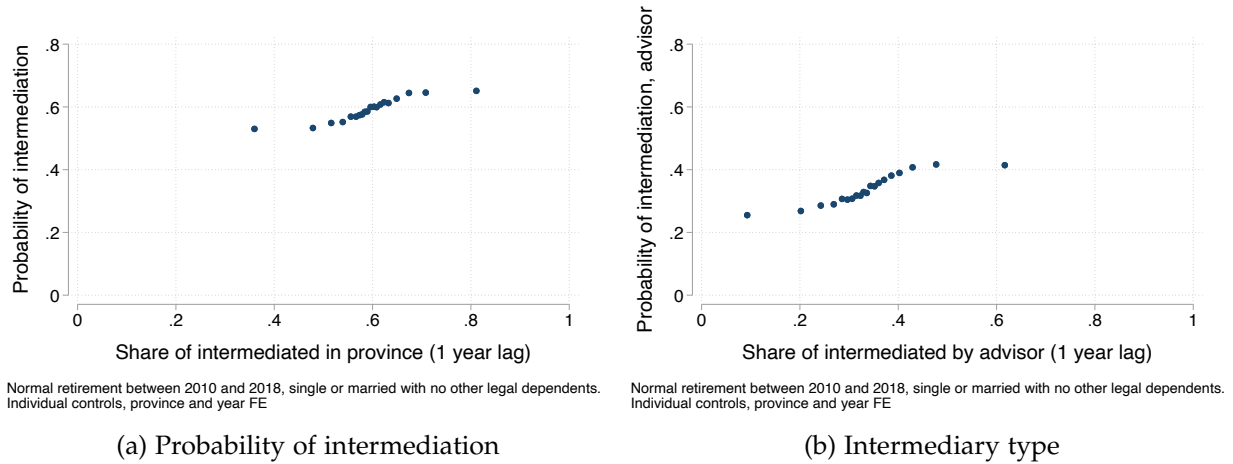 Probability of intermediation
.8
.6
.4
.2
0
0 .2 .4 .6 .8 1
Share of intermediated in province (1 year lag)
Normal retirement between 2010 and 2018, single or married with no other legal dependents.
Individual controls, province and year FE
(a) Probability of intermediation
Probability of intermediation, advisor
.8
.6
.4
.2
0
0 .2 .4 .6 .8 1
Share of intermediated by advisor (1 year lag)
Normal retirement between 2010 and 2018, single or married with no other legal dependents.
Individual controls, province and year FE
(b) Intermediary type